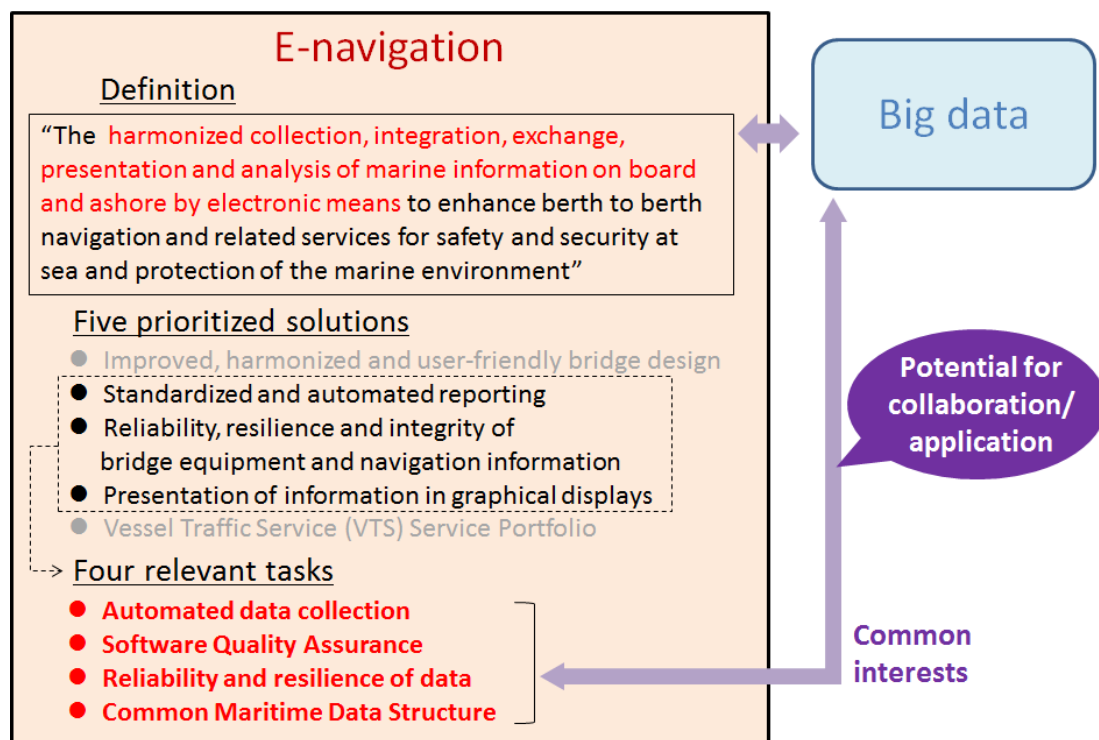 E-navigation
Definition
“The harmonized collection, integration, exchange,
presentation and analysis of marine information on board
and ashore by electronic means to enhance berth to berth
navigation and related services for safety and security at
sea and protection of the marine environment”
Five prioritized solutions
● Improved, harmonized and user-friendly bridge design
● Standardized and automated reporting
● Reliability, resilience and integrity of
bridge equipment and navigation information
● Presentation of information in graphical displays
● Vessel Traffic Service (VTS) Service Portfolio
Four relevant tasks
● Automated data collection
● Software Quality Assurance
● Reliability and resilience of data
● Common Maritime Data Structure
Big data
Potential for
collaboration/
application
Common
interests